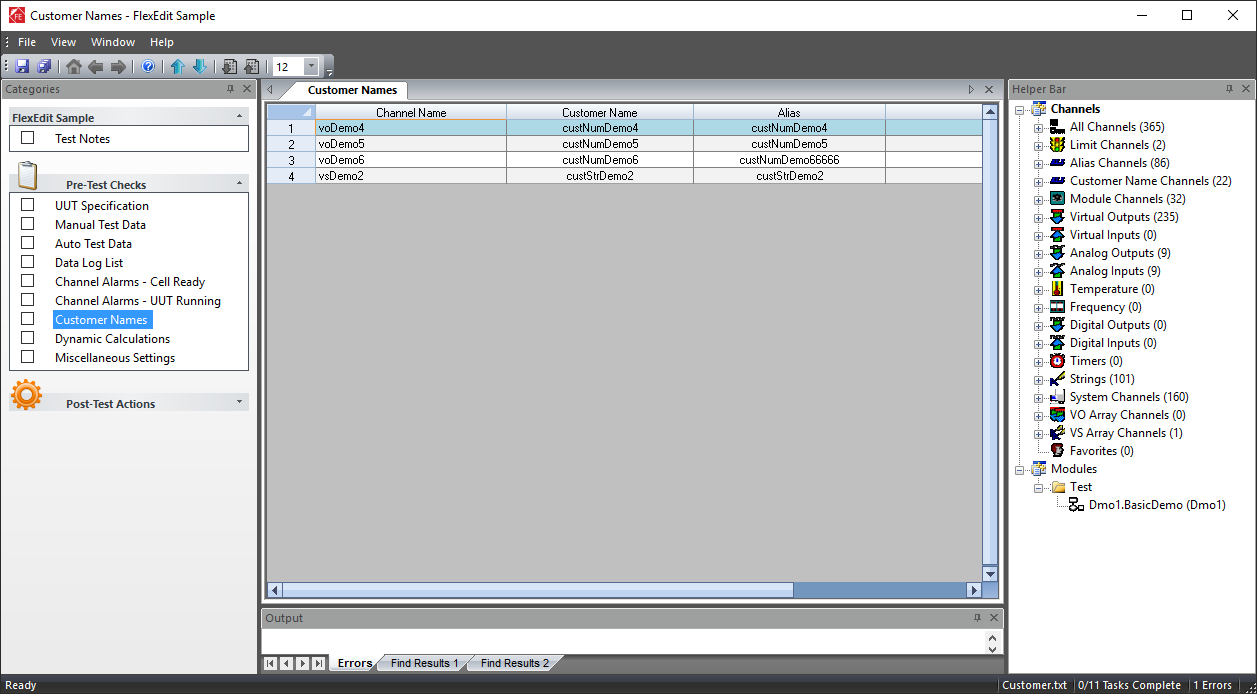 Customer Names - FlexEdit Sample
File View Window Help
12
Categories
FlexEdit Sample
Test Notes
Pre-Test Checks
UUT Specification
Manual Test Data
Auto Test Data
Data Log List
Channel Alarms - Cell Ready
Channel Alarms - UUT Running
Customer Names
Dynamic Calculations
Miscellaneous Settings
Post-Test Actions
Customer Names
Channel Name Customer Name Alias
1 voDemo4 custNumDemo4 custNumDemo4
2 voDemo5 custNumDemo5 custNumDemo5
3 voDemo6 custNumDemo6 custNumDemo66666
4 vsDemo2 custStrDemo2 custStrDemo2
Output
Errors Find Results 1 Find Results 2
Helper Bar
Channels
All Channels (365)
Limit Channels (2)
Alias Channels (86)
Customer Name Channels (22)
Module Channels (32)
Virtual Outputs (235)
Virtual Inputs (0)
Analog Outputs (9)
Analog Inputs (9)
Temperature (0)
Frequency (0)
Digital Outputs (0)
Digital Inputs (0)
Timers (0)
Strings (101)
System Channels (160)
VO Array Channels (0)
VS Array Channels (1)
Favorites (0)
Modules
Test
Dmo1.BasicDemo (Dmo1)
Ready
Customer.txt 0/11 Tasks Complete 1 Errors